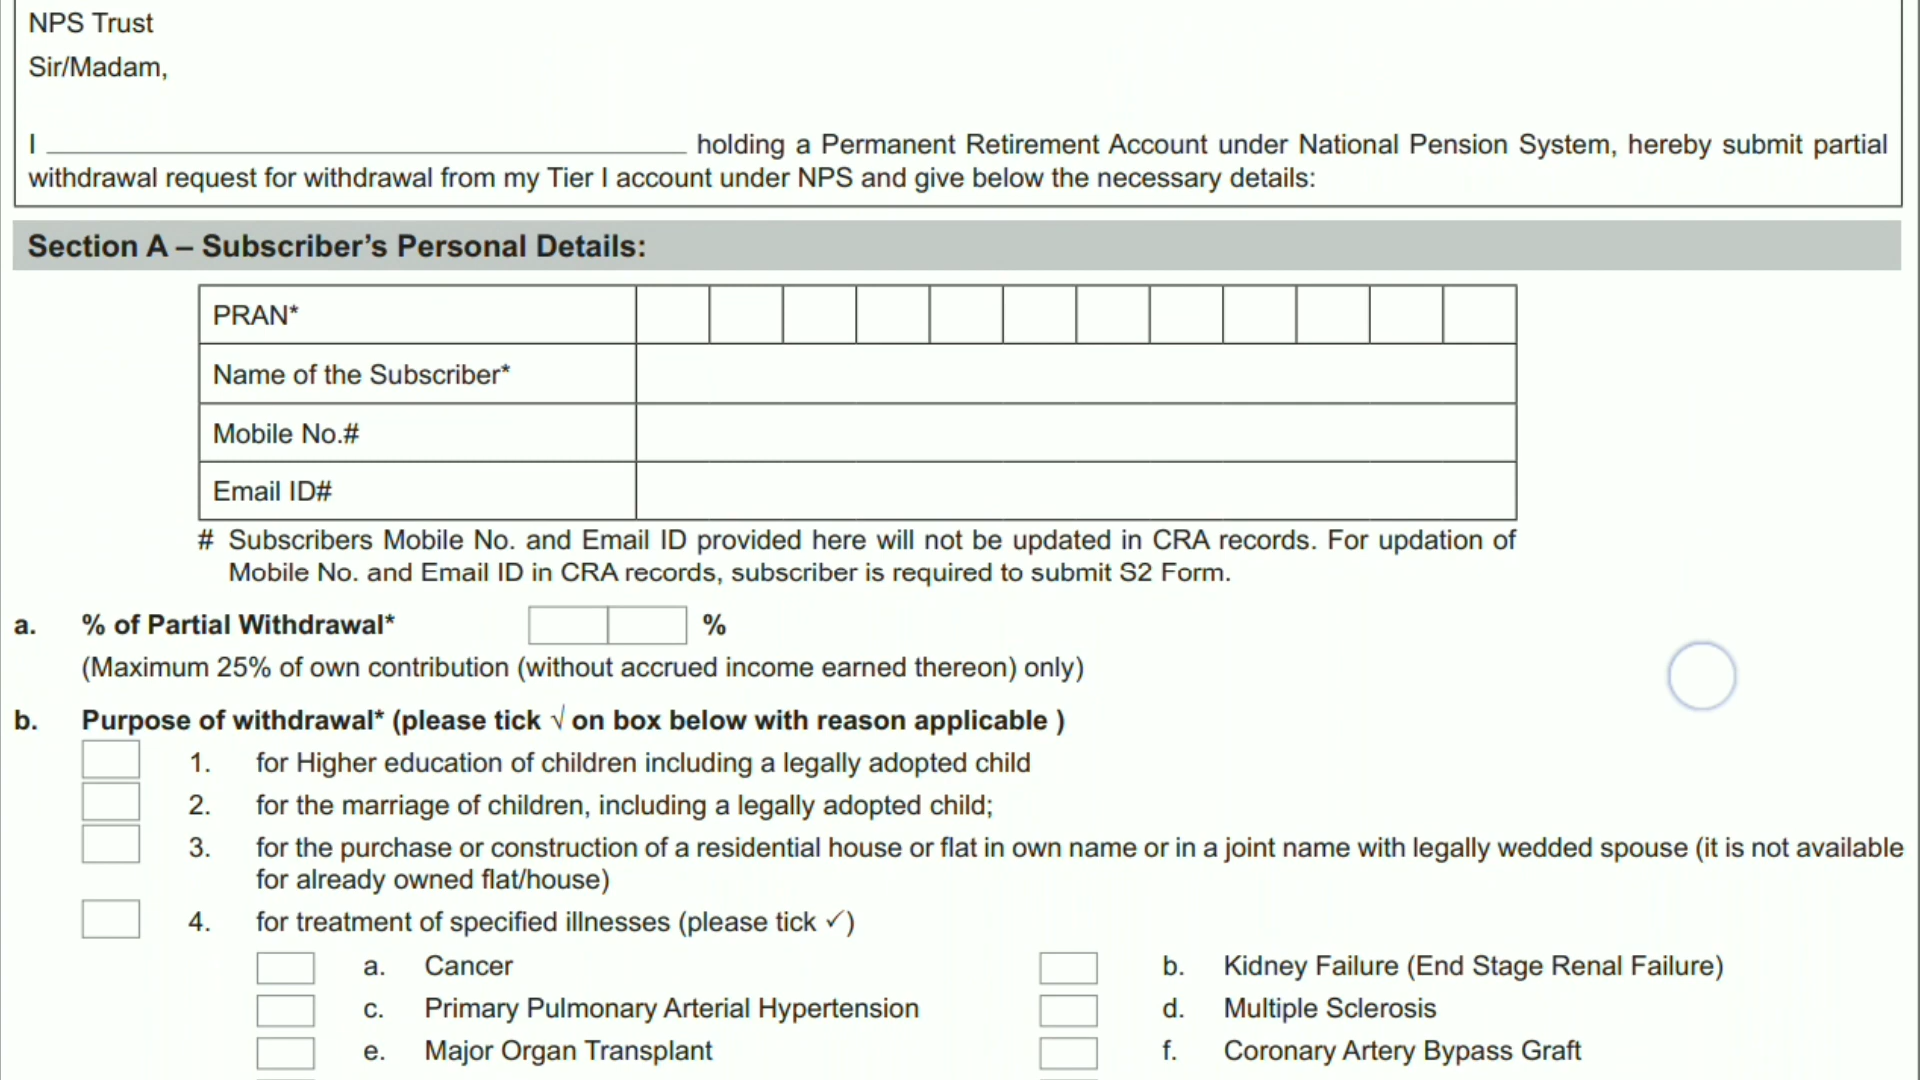 NPS Trust
Sir/Madam,
I ________________ holding a Permanent Retirement Account under National Pension System, hereby submit partial
withdrawal request for withdrawal from my Tier I account under NPS and give below the necessary details:
Section A – Subscriber's Personal Details:
PRAN*
Name of the Subscriber*
Mobile No.#
Email ID#
# Subscribers Mobile No. and Email ID provided here will not be updated in CRA records. For updation of
Mobile No. and Email ID in CRA records, subscriber is required to submit S2 Form.
a. % of Partial Withdrawal* %
(Maximum 25% of own contribution (without accrued income earned thereon) only)
b. Purpose of withdrawal* (please tick √ on box below with reason applicable )
1. for Higher education of children including a legally adopted child
2. for the marriage of children, including a legally adopted child;
3. for the purchase or construction of a residential house or flat in own name or in a joint name with legally wedded spouse (it is not available
for already owned flat/house)
4. for treatment of specified illnesses (please tick ✓)
a. Cancer b. Kidney Failure (End Stage Renal Failure)
c. Primary Pulmonary Arterial Hypertension d. Multiple Sclerosis
e. Major Organ Transplant f. Coronary Artery Bypass Graft